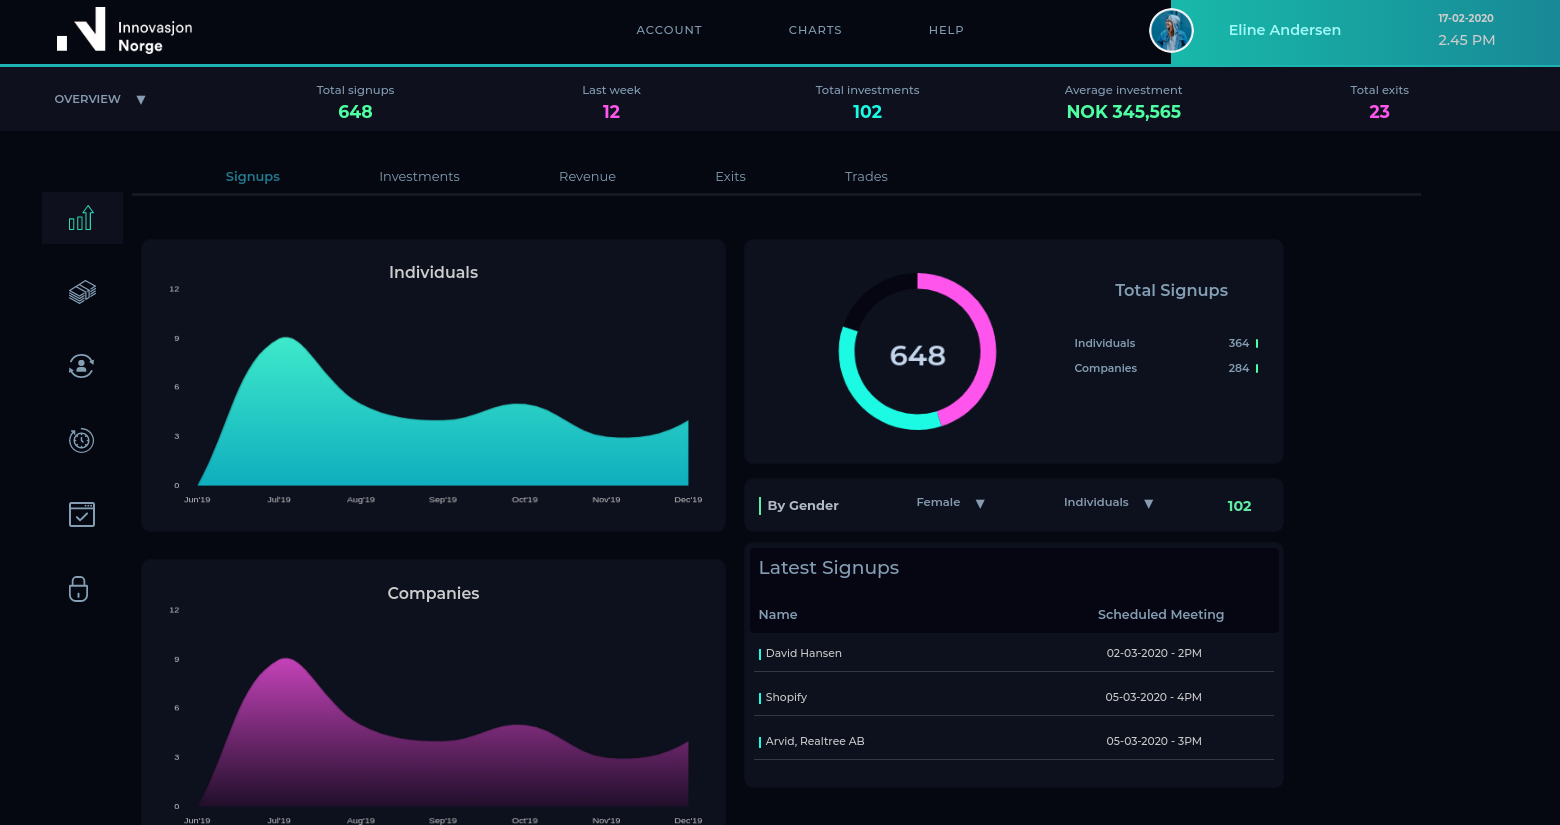 Innovasjon
Norge
ACCOUNT CHARTS HELP
Eline Andersen
17-02-2020
2.45 PM
OVERVIEW ▼
Total signups
648
Last week
12
Total investments
102
Average investment
NOK 345,565
Total exits
23
Signups Investments Revenue Exits Trades
Individuals
12
9
6
3
0
Jun'19 Jul'19 Aug'19 Sep'19 Oct'19 Nov'19 Dec'19
648
Total Signups
Individuals 364
Companies 284
By Gender Female ▼ Individuals ▼ 102
Latest Signups
Name Scheduled Meeting
David Hansen 02-03-2020 - 2PM
Shopify 05-03-2020 - 4PM
Arvid, Realtree AB 05-03-2020 - 3PM
Companies
12
9
6
3
0
Jun'19 Jul'19 Aug'19 Sep'19 Oct'19 Nov'19 Dec'19